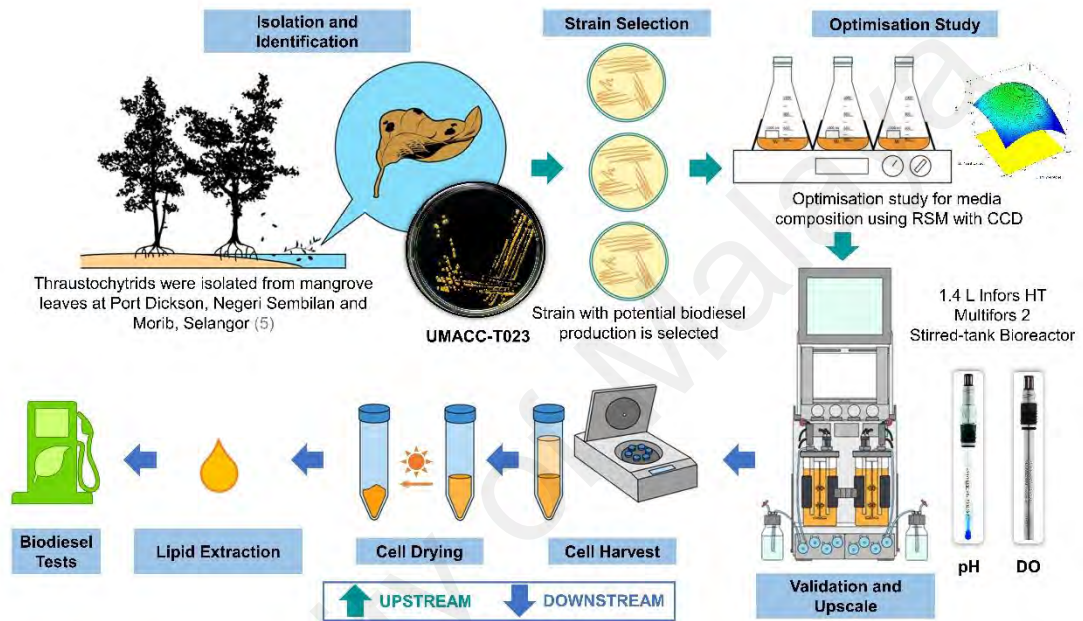 Isolation and
Identification
Strain Selection
Optimisation Study
Thraustochytrids were isolated from mangrove
leaves at Port Dickson, Negeri Sembilan and
Morib, Selangor (5)
UMACC-T023
Strain with potential biodiesel
production is selected
Optimisation study for media
composition using RSM with CCD
1.4 L Infors HT
Multifors 2
Stirred-tank Bioreactor
pH
DO
Validation and
Upscale
Cell Harvest
Cell Drying
Lipid Extraction
Biodiesel
Tests
UPSTREAM
DOWNSTREAM
of Malaya